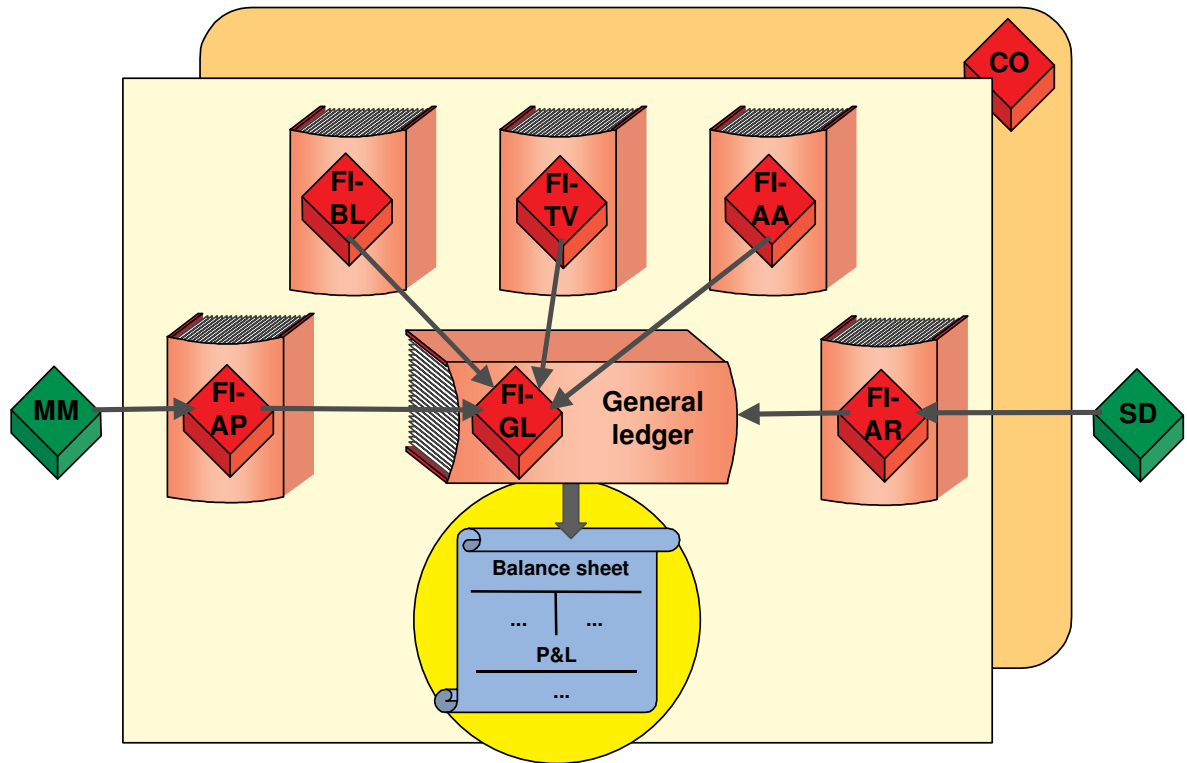 CO
FI-
BL
FI-
TV
FI-
AA
MM
FI-
AP
FI-
GL
General
ledger
FI-
AR
SD
Balance sheet
... ...
P&L
...